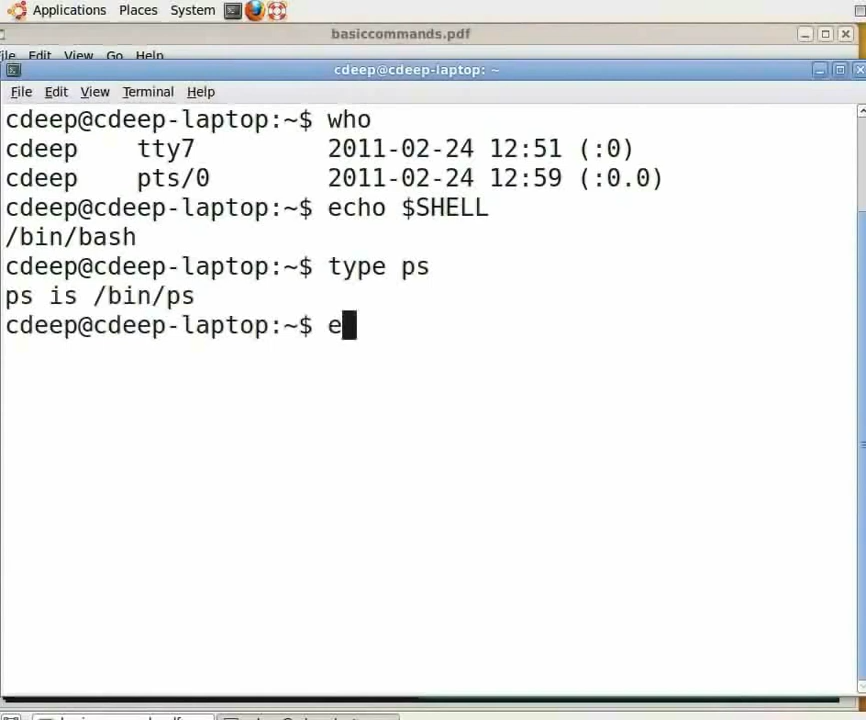 Applications Places System
basiccommands.pdf
File Edit View Go Help
cdeep@cdeep-laptop: ~
File Edit View Terminal Help
cdeep@cdeep-laptop:~$ who
cdeep tty7 2011-02-24 12:51 (:0)
cdeep pts/0 2011-02-24 12:59 (:0.0)
cdeep@cdeep-laptop:~$ echo $SHELL
/bin/bash
cdeep@cdeep-laptop:~$ type ps
ps is /bin/ps
cdeep@cdeep-laptop:~$ e